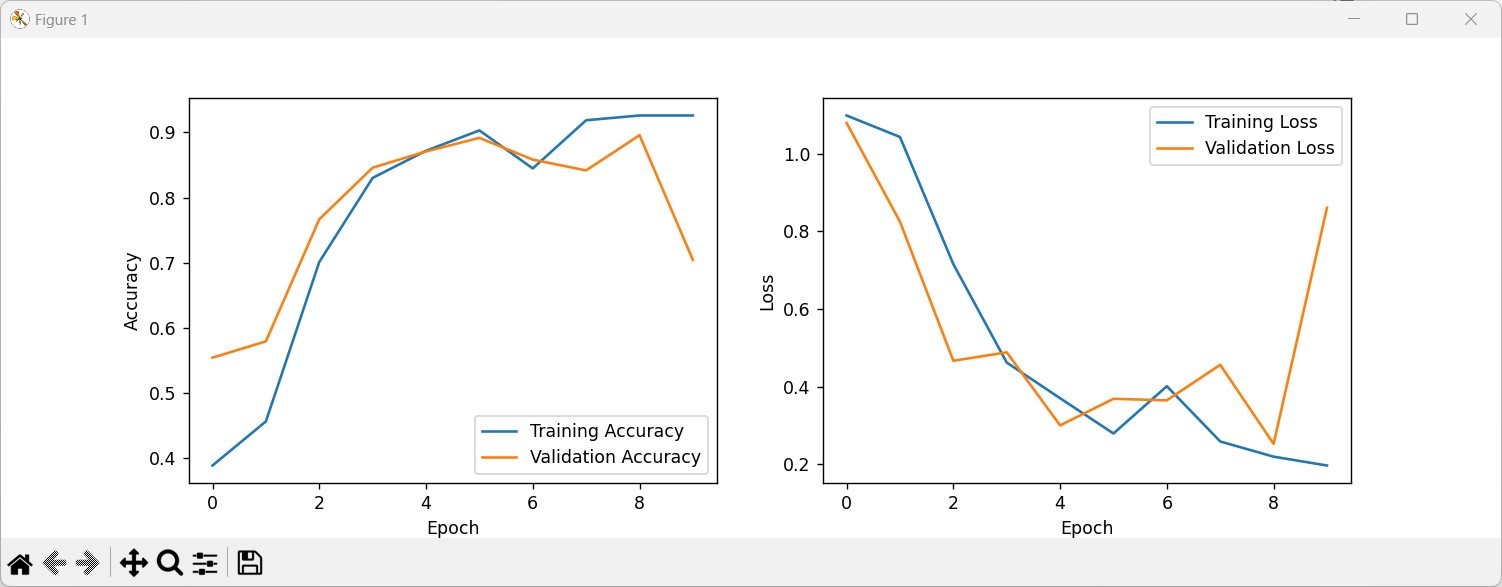 Figure 1
0.9
0.8
0.7
0.6
0.5
0.4
Accuracy
0 2 4 6 8
Epoch
Training Accuracy
Validation Accuracy
1.0
0.8
0.6
0.4
0.2
Loss
0 2 4 6 8
Epoch
Training Loss
Validation Loss